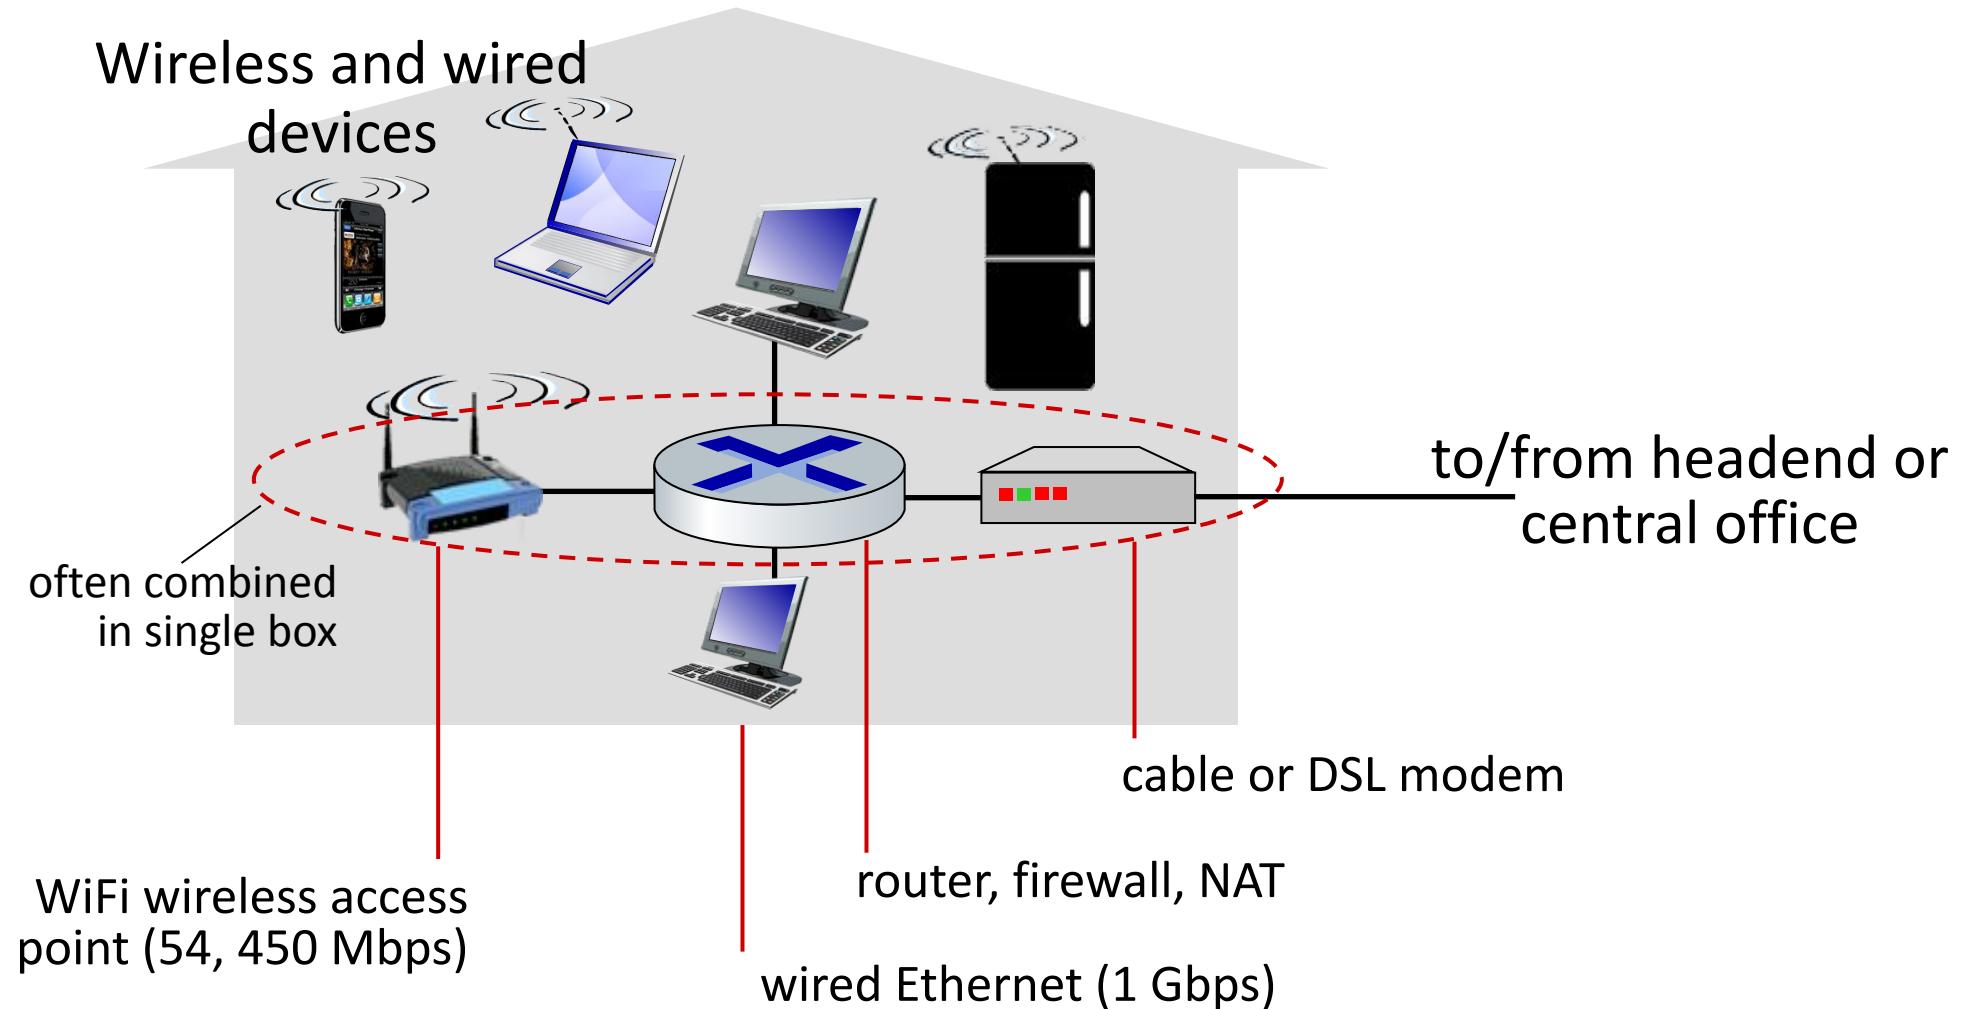 Wireless and wired
devices
to/from headend or
central office
often combined
in single box
cable or DSL modem
router, firewall, NAT
WiFi wireless access
point (54, 450 Mbps)
wired Ethernet (1 Gbps)